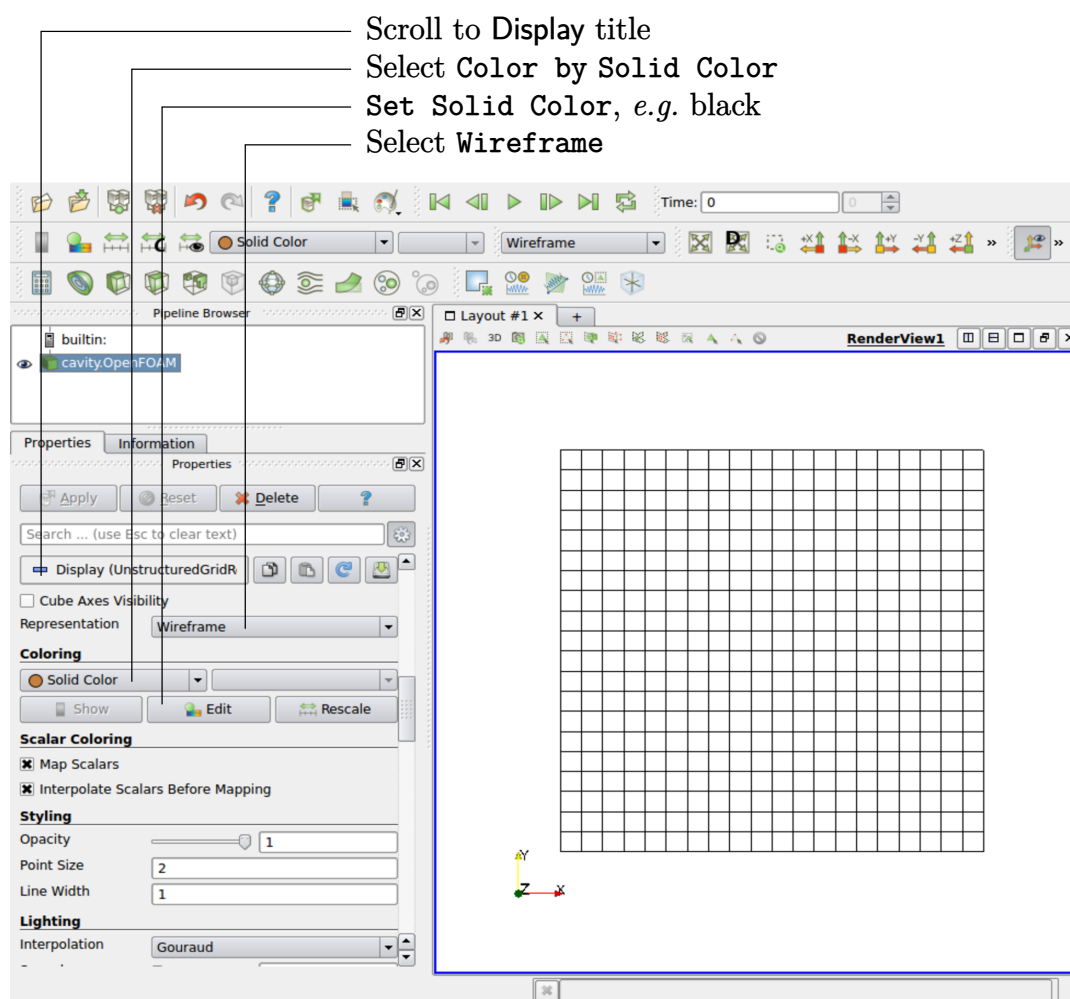 Scroll to Display title
Select Color by Solid Color
Set Solid Color, e.g. black
Select Wireframe
Time: 0 0
Solid Color Wireframe +X -X +Y -Y +Z »
»
Pipeline Browser
builtin:
cavity.OpenFOAM
Layout #1 × +
3D RenderView1
Properties Information
Properties
Apply Reset Delete ?
Search ... (use Esc to clear text)
Display (UnstructuredGridR
Cube Axes Visibility
Representation Wireframe
Coloring
Solid Color
Show Edit Rescale
Scalar Coloring
Map Scalars
Interpolate Scalars Before Mapping
Styling
Opacity 1
Point Size 2
Line Width 1
Lighting
Interpolation Gouraud
Y
Z X